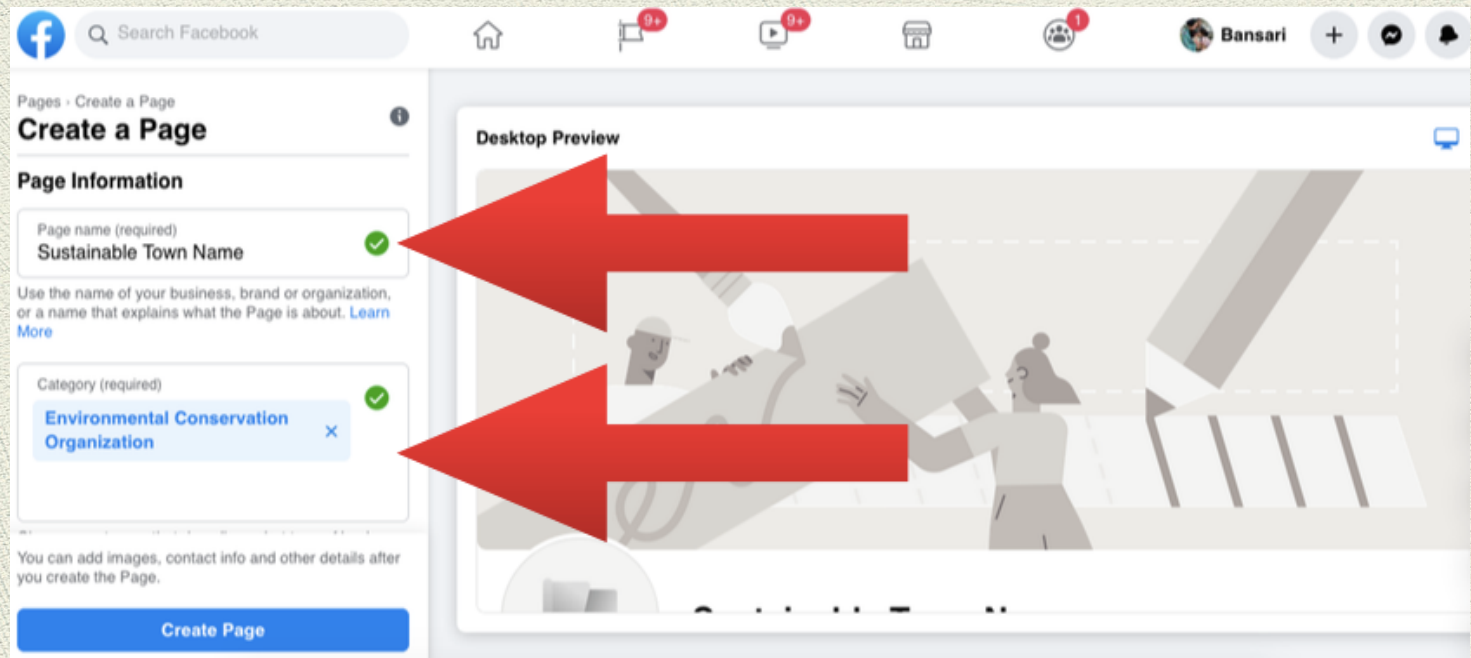 Search Facebook
9+
9+
1
Bansari
Pages › Create a Page
Create a Page
Page Information
Page name (required)
Sustainable Town Name
Use the name of your business, brand or organization,
or a name that explains what the Page is about. Learn
More
Category (required)
Environmental Conservation
Organization
You can add images, contact info and other details after
you create the Page.
Create Page
Desktop Preview